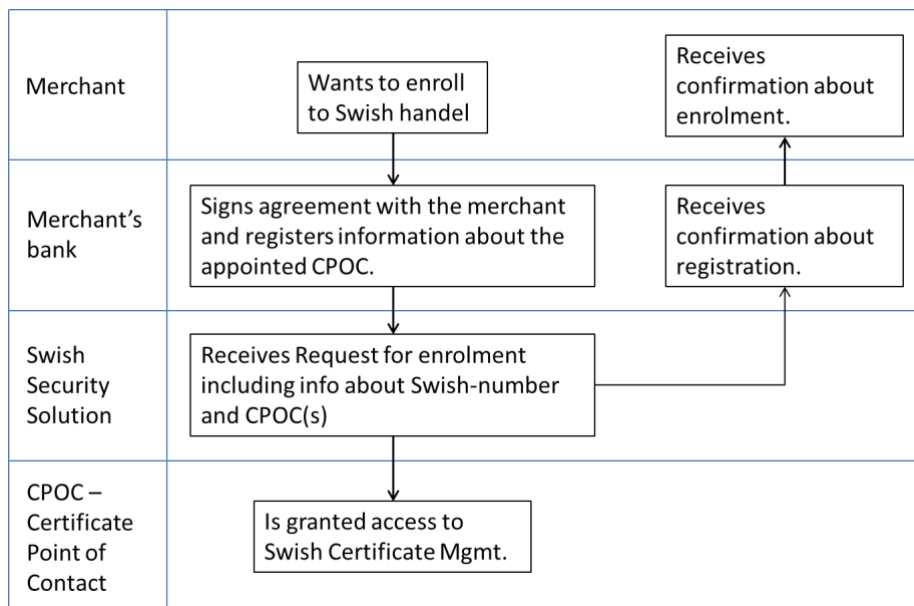 Merchant
Wants to enroll
to Swish handel
Receives
confirmation about
enrolment.
Merchant's
bank
Signs agreement with the merchant
and registers information about the
appointed CPOC.
Receives
confirmation about
registration.
Swish
Security
Solution
Receives Request for enrolment
including info about Swish-number
and CPOC(s)
CPOC –
Certificate
Point of
Contact
Is granted access to
Swish Certificate Mgmt.